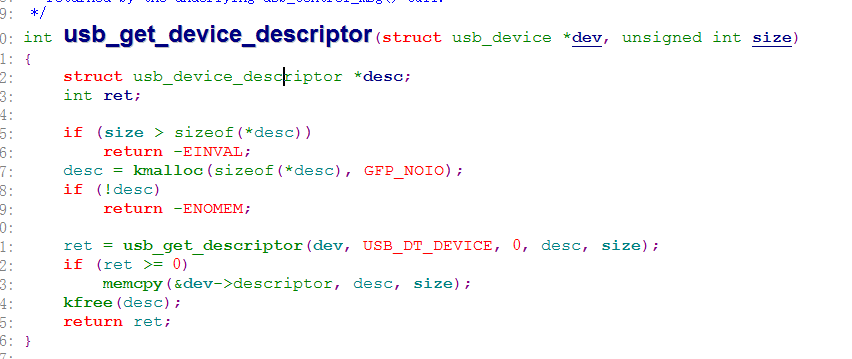 9: */
0: int usb_get_device_descriptor(struct usb_device *dev, unsigned int size)
1: {
2: struct usb_device_descriptor *desc;
3: int ret;
4:
5: if (size > sizeof(*desc))
6: return -EINVAL;
7: desc = kmalloc(sizeof(*desc), GFP_NOIO);
8: if (!desc)
9: return -ENOMEM;
0:
1: ret = usb_get_descriptor(dev, USB_DT_DEVICE, 0, desc, size);
2: if (ret >= 0)
3: memcpy(&dev->descriptor, desc, size);
4: kfree(desc);
5: return ret;
6: }